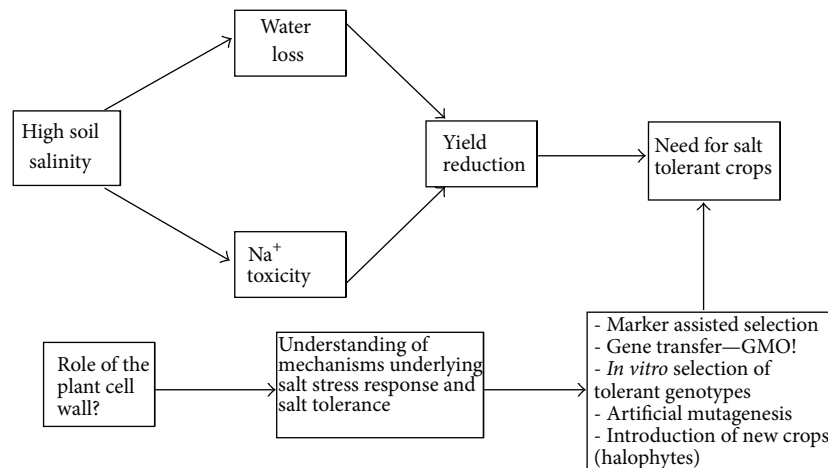 Water
loss
High soil
salinity
Yield
reduction
Need for salt
tolerant crops
Na⁺
toxicity
Role of the
plant cell
wall?
Understanding of
mechanisms underlying
salt stress response and
salt tolerance
- Marker assisted selection
- Gene transfer—GMO!
- In vitro selection of
tolerant genotypes
- Artificial mutagenesis
- Introduction of new crops
(halophytes)